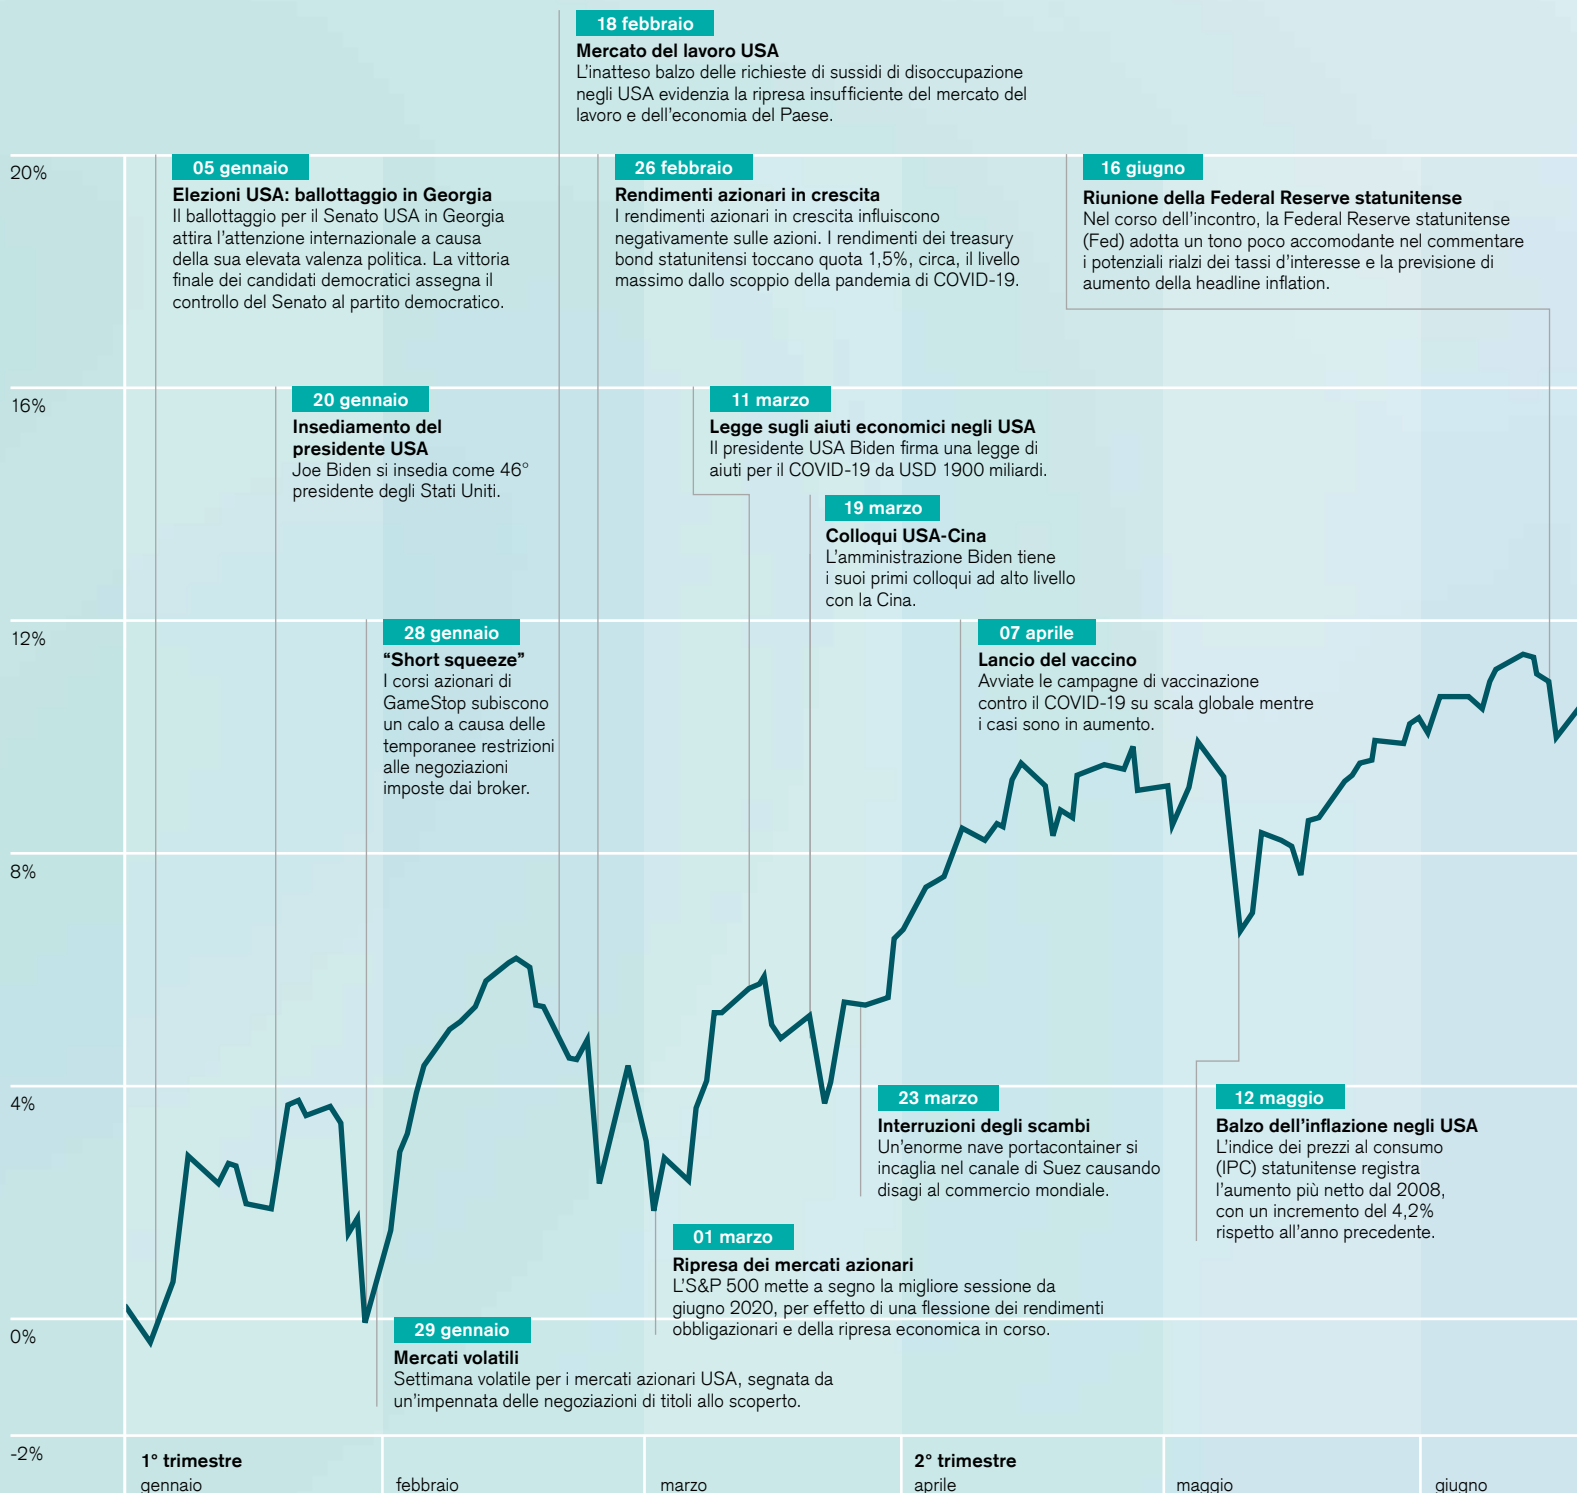 18 febbraio
Mercato del lavoro USA
L'inatteso balzo delle richieste di sussidi di disoccupazione
negli USA evidenzia la ripresa insufficiente del mercato del
lavoro e dell'economia del Paese.
20%
05 gennaio
Elezioni USA: ballottaggio in Georgia
Il ballottaggio per il Senato USA in Georgia
attira l'attenzione internazionale a causa
della sua elevata valenza politica. La vittoria
finale dei candidati democratici assegna il
controllo del Senato al partito democratico.
26 febbraio
Rendimenti azionari in crescita
I rendimenti azionari in crescita influiscono
negativamente sulle azioni. I rendimenti dei treasury
bond statunitensi toccano quota 1,5%, circa, il livello
massimo dallo scoppio della pandemia di COVID-19.
16 giugno
Riunione della Federal Reserve statunitense
Nel corso dell'incontro, la Federal Reserve statunitense
(Fed) adotta un tono poco accomodante nel commentare
i potenziali rialzi dei tassi d'interesse e la previsione di
aumento della headline inflation.
16%
20 gennaio
Insediamento del
presidente USA
Joe Biden si insedia come 46°
presidente degli Stati Uniti.
11 marzo
Legge sugli aiuti economici negli USA
Il presidente USA Biden firma una legge di
aiuti per il COVID-19 da USD 1900 miliardi.
19 marzo
Colloqui USA-Cina
L'amministrazione Biden tiene
i suoi primi colloqui ad alto livello
con la Cina.
12%
28 gennaio
“Short squeeze”
I corsi azionari di
GameStop subiscono
un calo a causa delle
temporanee restrizioni
alle negoziazioni
imposte dai broker.
07 aprile
Lancio del vaccino
Avviate le campagne di vaccinazione
contro il COVID-19 su scala globale mentre
i casi sono in aumento.
8%
4%
23 marzo
Interruzioni degli scambi
Un'enorme nave portacontainer si
incaglia nel canale di Suez causando
disagi al commercio mondiale.
12 maggio
Balzo dell'inflazione negli USA
L'indice dei prezzi al consumo
(IPC) statunitense registra
l'aumento più netto dal 2008,
con un incremento del 4,2%
rispetto all'anno precedente.
01 marzo
Ripresa dei mercati azionari
L'S&P 500 mette a segno la migliore sessione da
giugno 2020, per effetto di una flessione dei rendimenti
obbligazionari e della ripresa economica in corso.
0%
29 gennaio
Mercati volatili
Settimana volatile per i mercati azionari USA, segnata da
un'impennata delle negoziazioni di titoli allo scoperto.
-2%
1° trimestre
2° trimestre
gennaio
febbraio
marzo
aprile
maggio
giugno